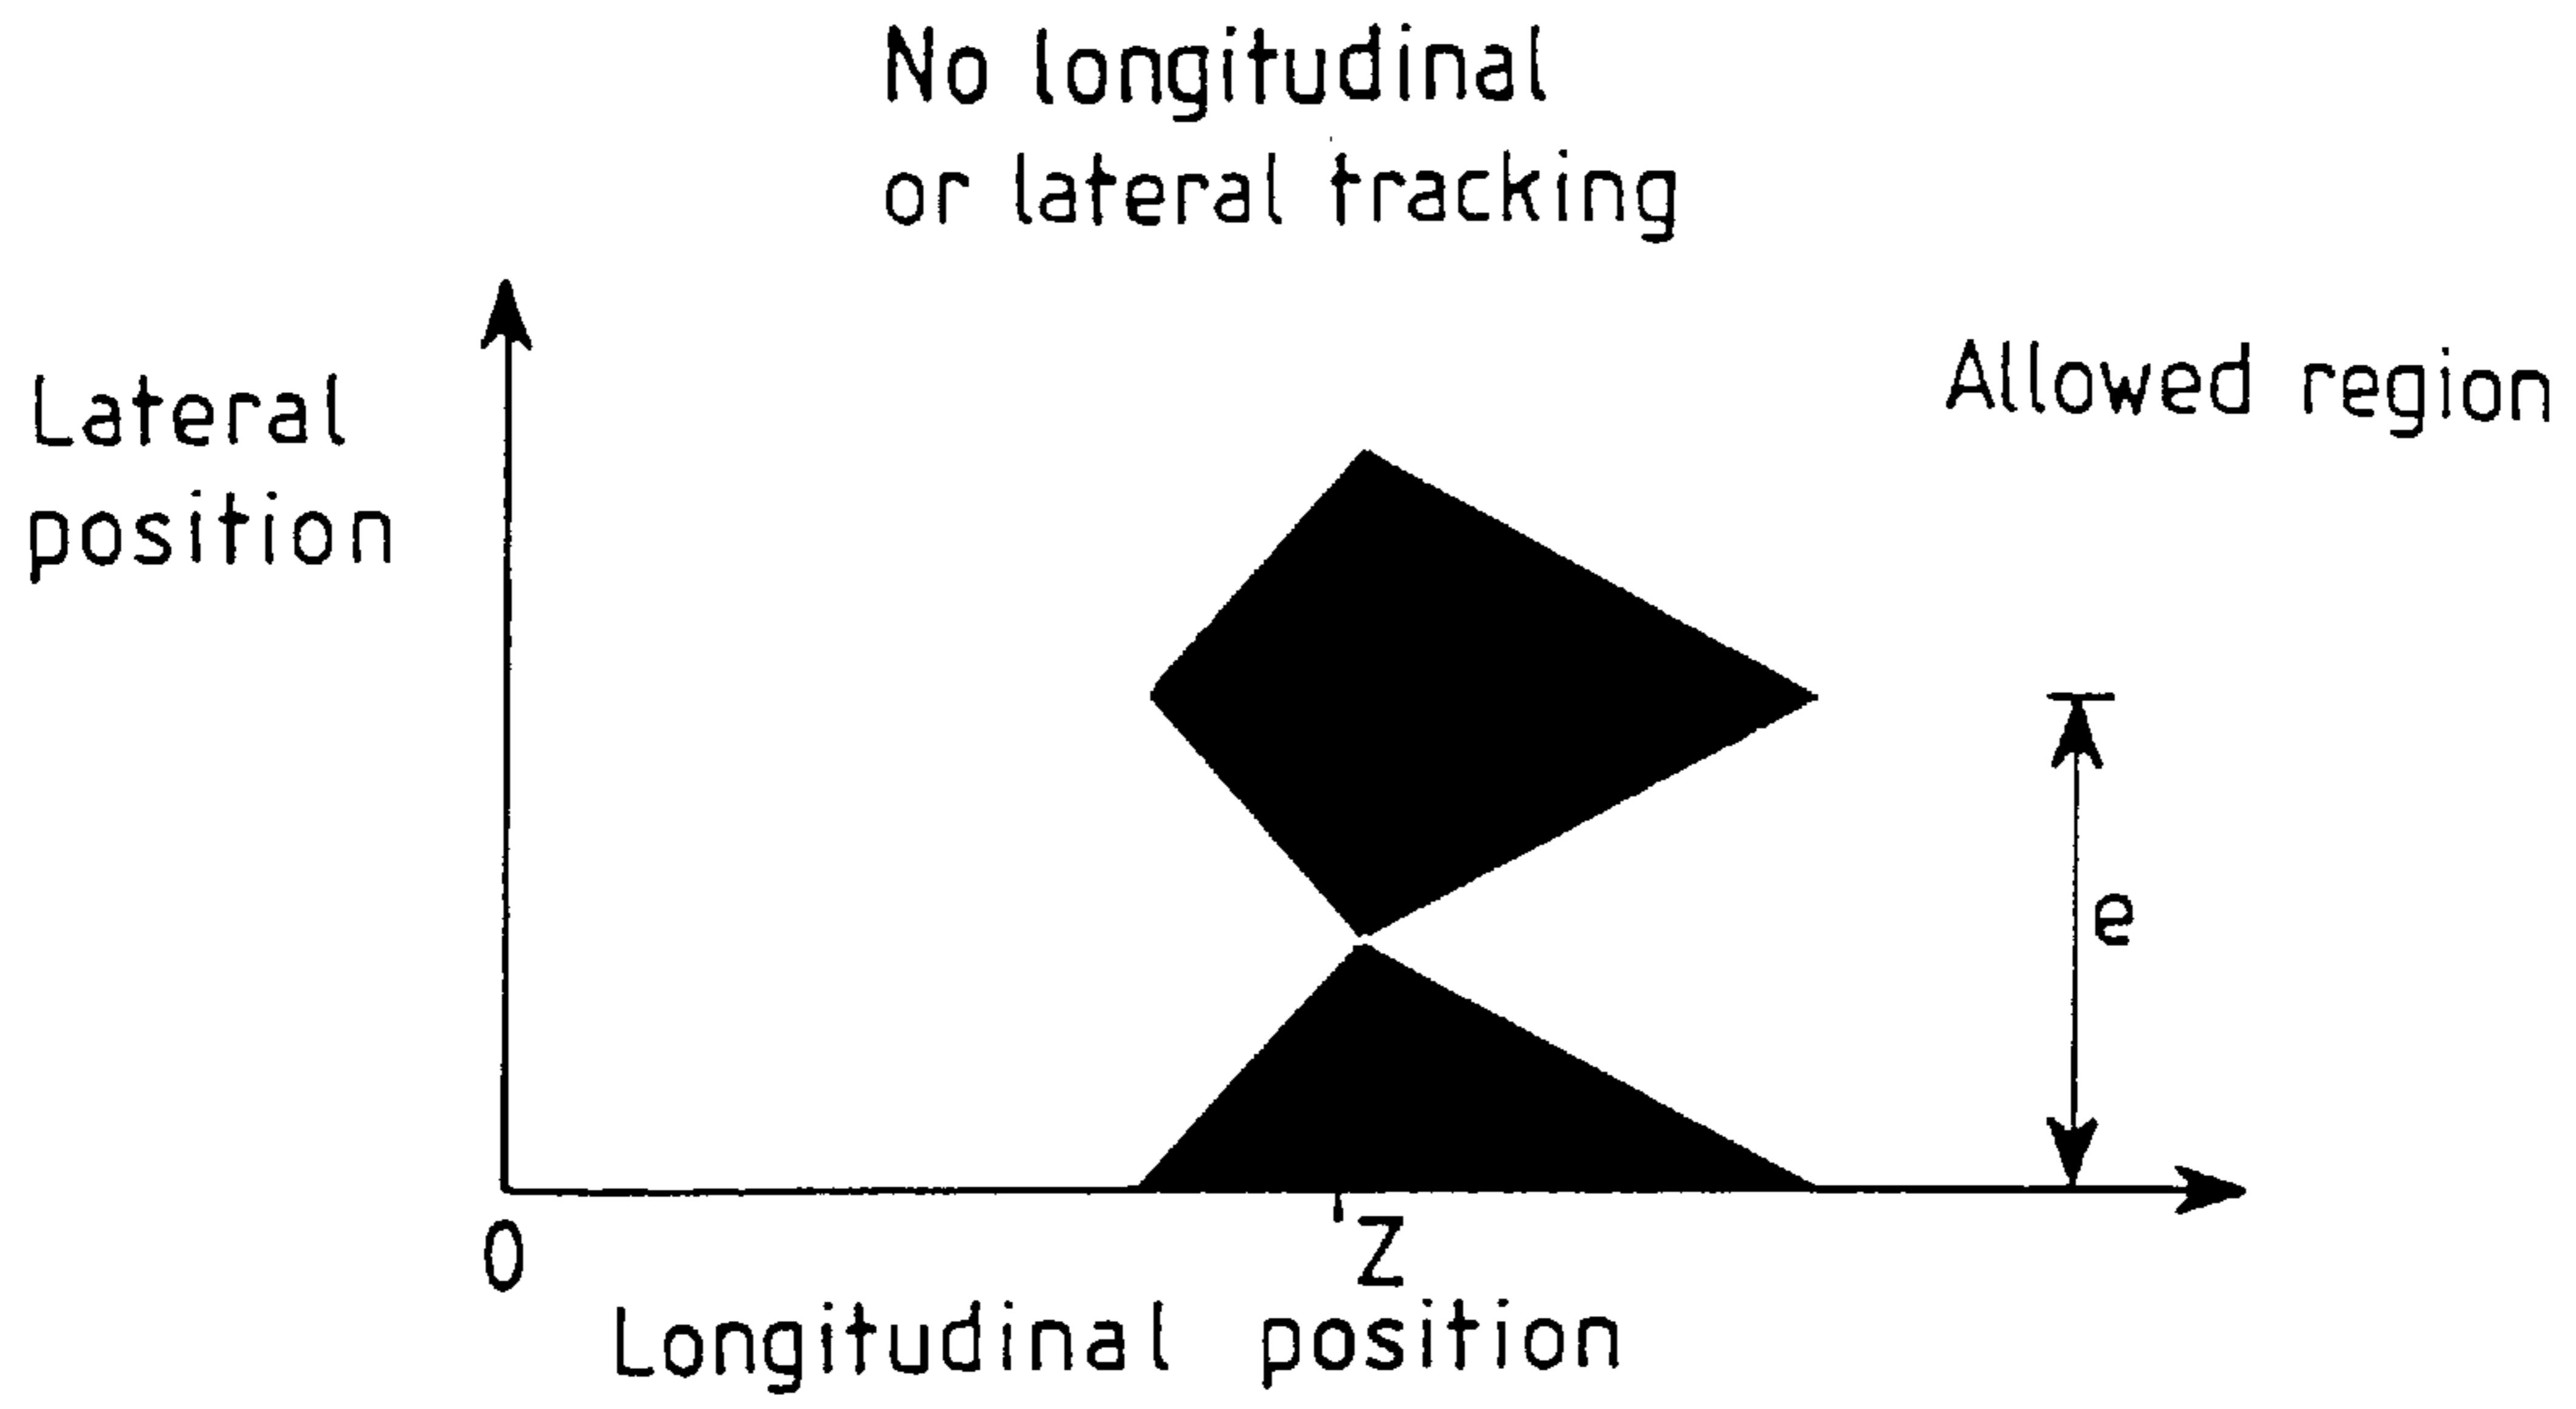 No longitudinal
or lateral tracking
Lateral
position
Allowed region
e
0
Z
Longitudinal position